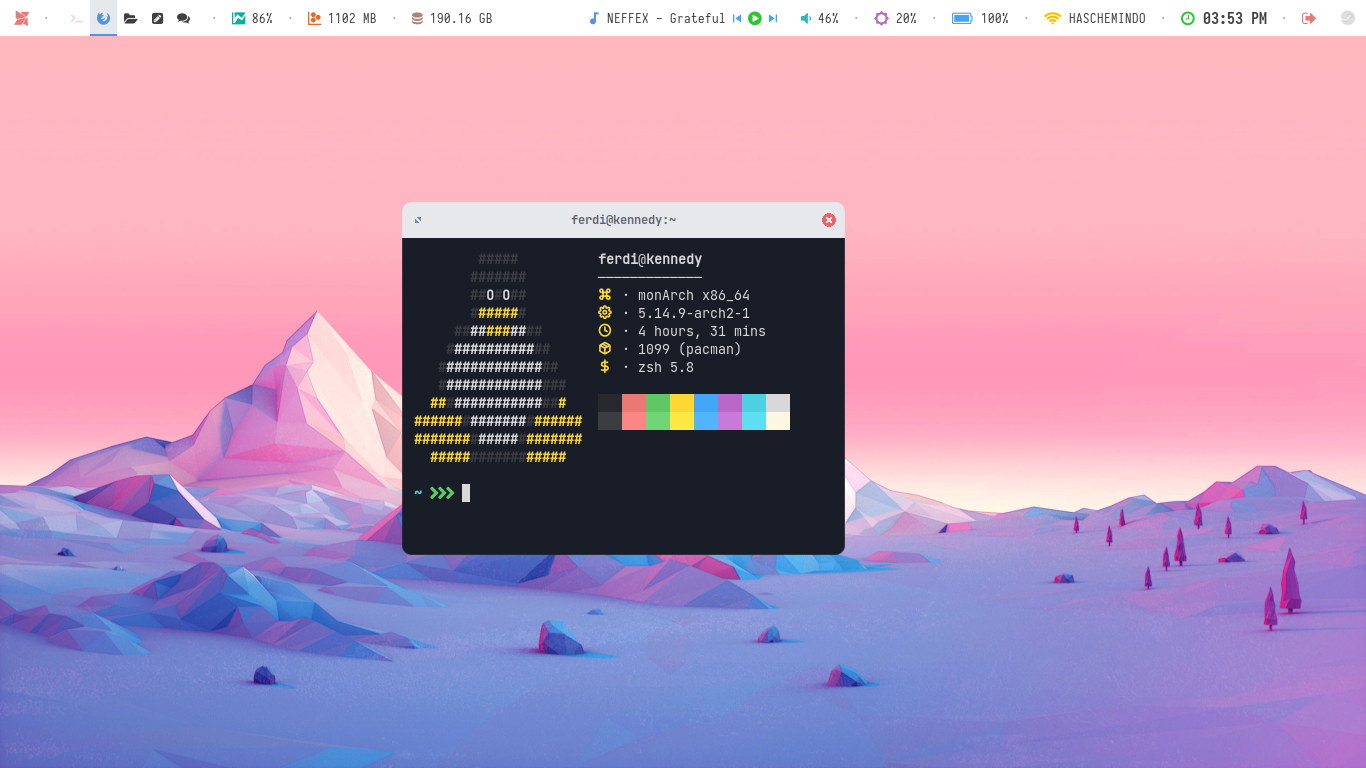 86% · 1102 MB · 190.16 GB
NEFFEX - Grateful 46% · 20% · 100% · HASCHEMINDO · 03:53 PM
ferdi@kennedy:~
#####
#######
##O#O##
#######
###########
#############
###############
################
#################
#####################
#####################
#################
ferdi@kennedy
─────────────
· monArch x86_64
· 5.14.9-arch2-1
· 4 hours, 31 mins
· 1099 (pacman)
$ · zsh 5.8
~ ❯❯❯